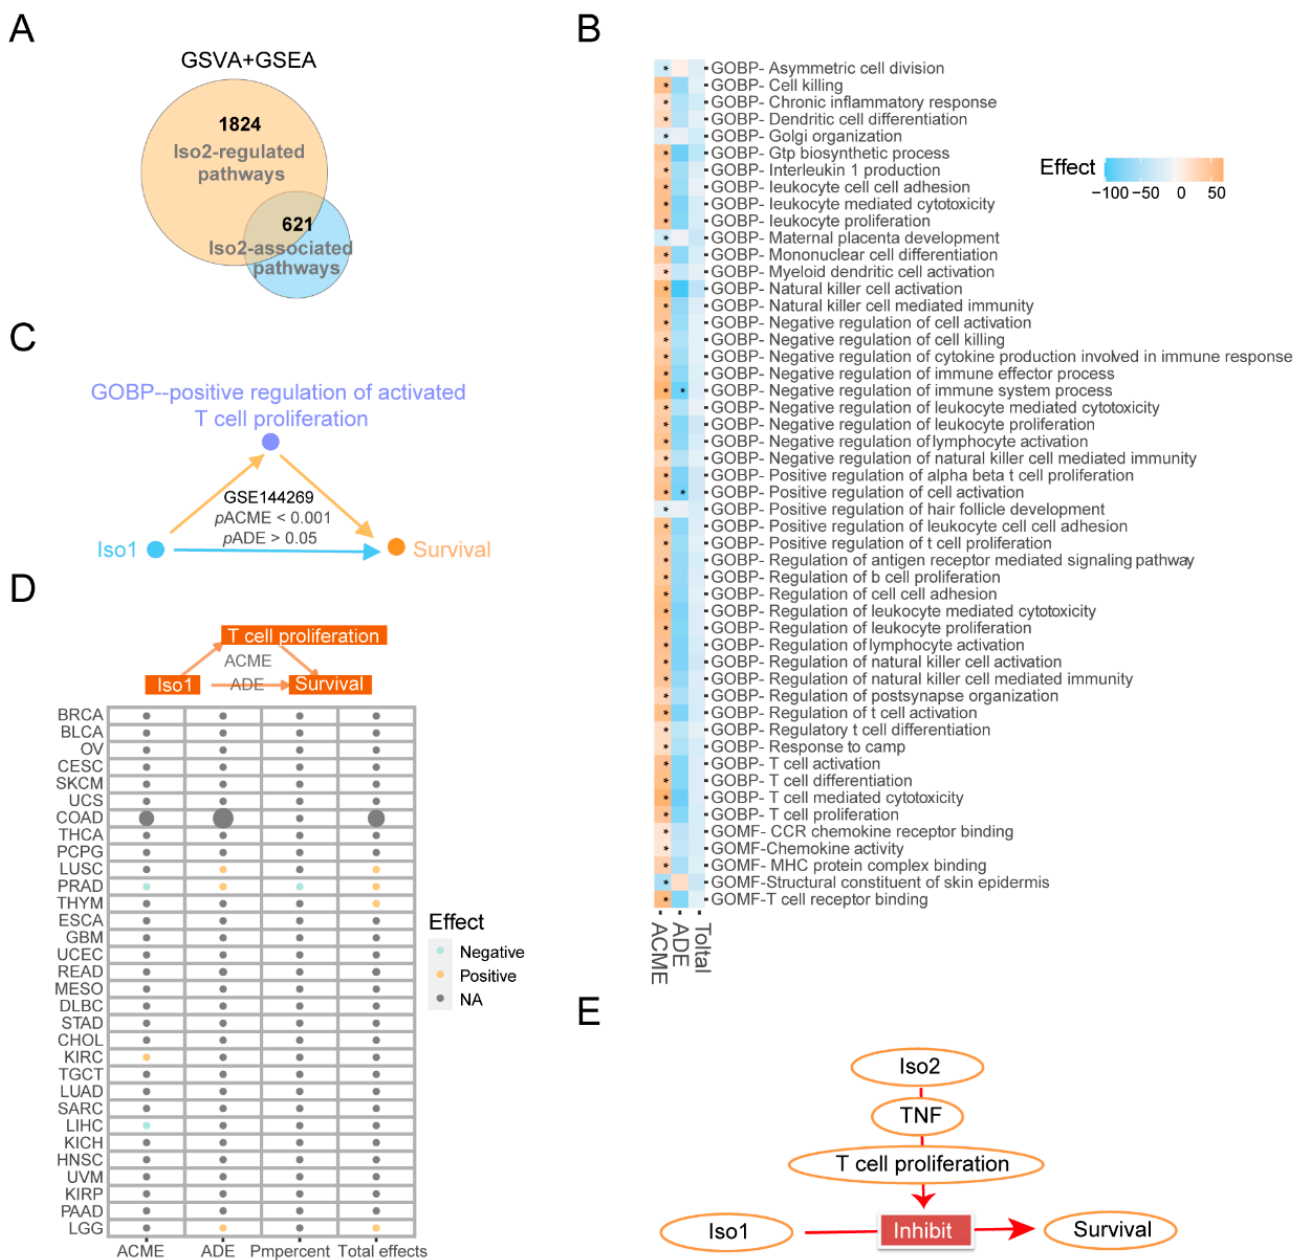 A
GSVA+GSEA
1824
Iso2-regulated
pathways
621
Iso2-associated
pathways
B
GOBP- Asymmetric cell division
GOBP- Cell killing
GOBP- Chronic inflammatory response
GOBP- Dendritic cell differentiation
GOBP- Golgi organization
GOBP- Gtp biosynthetic process
GOBP- Interleukin 1 production
GOBP- leukocyte cell cell adhesion
GOBP- leukocyte mediated cytotoxicity
GOBP- leukocyte proliferation
GOBP- Maternal placenta development
GOBP- Mononuclear cell differentiation
GOBP- Myeloid dendritic cell activation
GOBP- Natural killer cell activation
GOBP- Natural killer cell mediated immunity
GOBP- Negative regulation of cell activation
GOBP- Negative regulation of cell killing
GOBP- Negative regulation of cytokine production involved in immune response
GOBP- Negative regulation of immune effector process
GOBP- Negative regulation of immune system process
GOBP- Negative regulation of leukocyte mediated cytotoxicity
GOBP- Negative regulation of leukocyte proliferation
GOBP- Negative regulation of lymphocyte activation
GOBP- Negative regulation of natural killer cell mediated immunity
GOBP- Positive regulation of alpha beta t cell proliferation
GOBP- Positive regulation of cell activation
GOBP- Positive regulation of hair follicle development
GOBP- Positive regulation of leukocyte cell cell adhesion
GOBP- Positive regulation of t cell proliferation
GOBP- Regulation of antigen receptor mediated signaling pathway
GOBP- Regulation of b cell proliferation
GOBP- Regulation of cell cell adhesion
GOBP- Regulation of leukocyte mediated cytotoxicity
GOBP- Regulation of leukocyte proliferation
GOBP- Regulation of lymphocyte activation
GOBP- Regulation of natural killer cell activation
GOBP- Regulation of natural killer cell mediated immunity
GOBP- Regulation of postsynapse organization
GOBP- Regulation of t cell activation
GOBP- Regulatory t cell differentiation
GOBP- Response to camp
GOBP- T cell activation
GOBP- T cell differentiation
GOBP- T cell mediated cytotoxicity
GOBP- T cell proliferation
GOMF- CCR chemokine receptor binding
GOMF-Chemokine activity
GOMF- MHC protein complex binding
GOMF-Structural constituent of skin epidermis
GOMF-T cell receptor binding
ACME
ADE
Toltal
Effect
−100 −50 0 50
C
GOBP--positive regulation of activated
T cell proliferation
GSE144269
pACME < 0.001
pADE > 0.05
Iso1
Survival
D
T cell proliferation
ACME
Iso1
ADE
Survival
BRCA
BLCA
OV
CESC
SKCM
UCS
COAD
THCA
PCPG
LUSC
PRAD
THYM
ESCA
GBM
UCEC
READ
MESO
DLBC
STAD
CHOL
KIRC
TGCT
LUAD
SARC
LIHC
KICH
HNSC
UVM
KIRP
PAAD
LGG
ACME ADE Pmpercent Total effects
Effect
Negative
Positive
NA
E
Iso2
TNF
T cell proliferation
Iso1
Inhibit
Survival